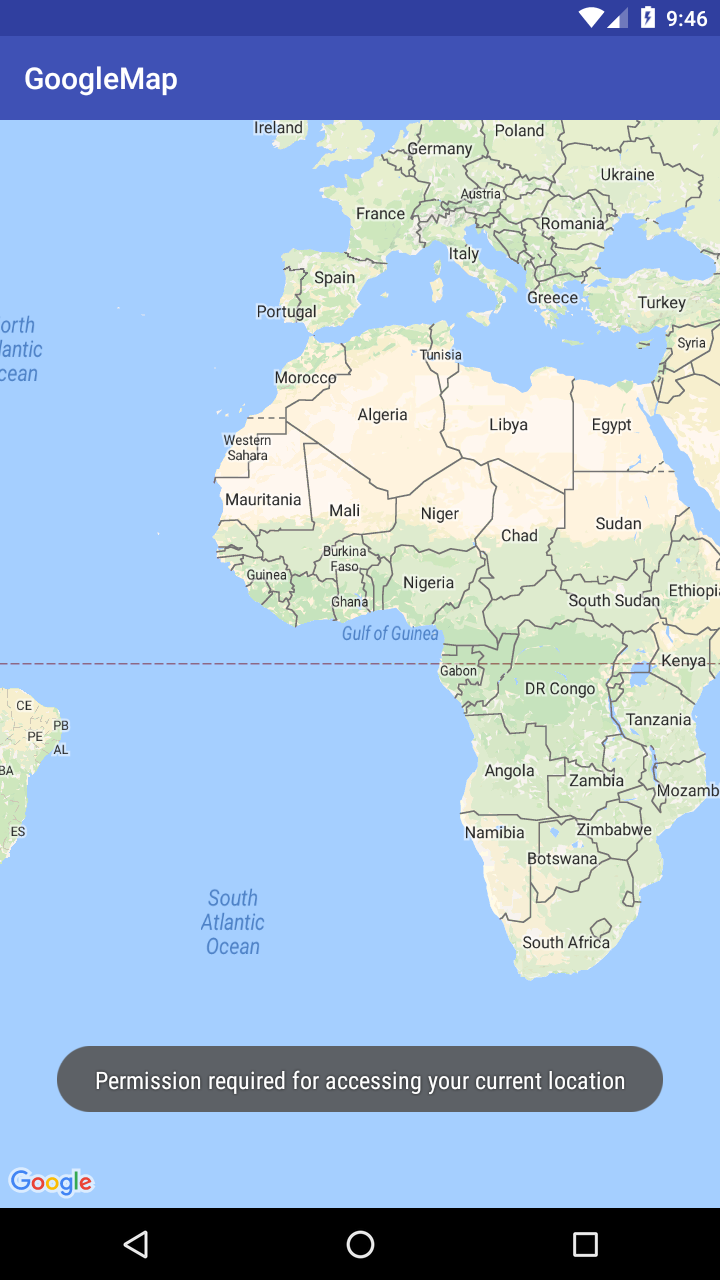 9:46
GoogleMap
Ireland
Poland
Germany
Ukraine
Austria
France
Romania
Italy
Spain
Greece
Turkey
Portugal
orth
lantic
cean
Syria
Tunisia
Morocco
Algeria
Libya
Egypt
Western
Sahara
Mauritania
Mali
Niger
Chad
Sudan
Burkina
Faso
Guinea
Nigeria
Ethiopi
Ghana
South Sudan
Gulf of Guinea
Gabon
Kenya
DR Congo
CE
PB
PE
AL
Tanzania
BA
Angola
Zambia
Mozamb
ES
Namibia
Zimbabwe
Botswana
South
Atlantic
Ocean
South Africa
Permission required for accessing your current location
Google